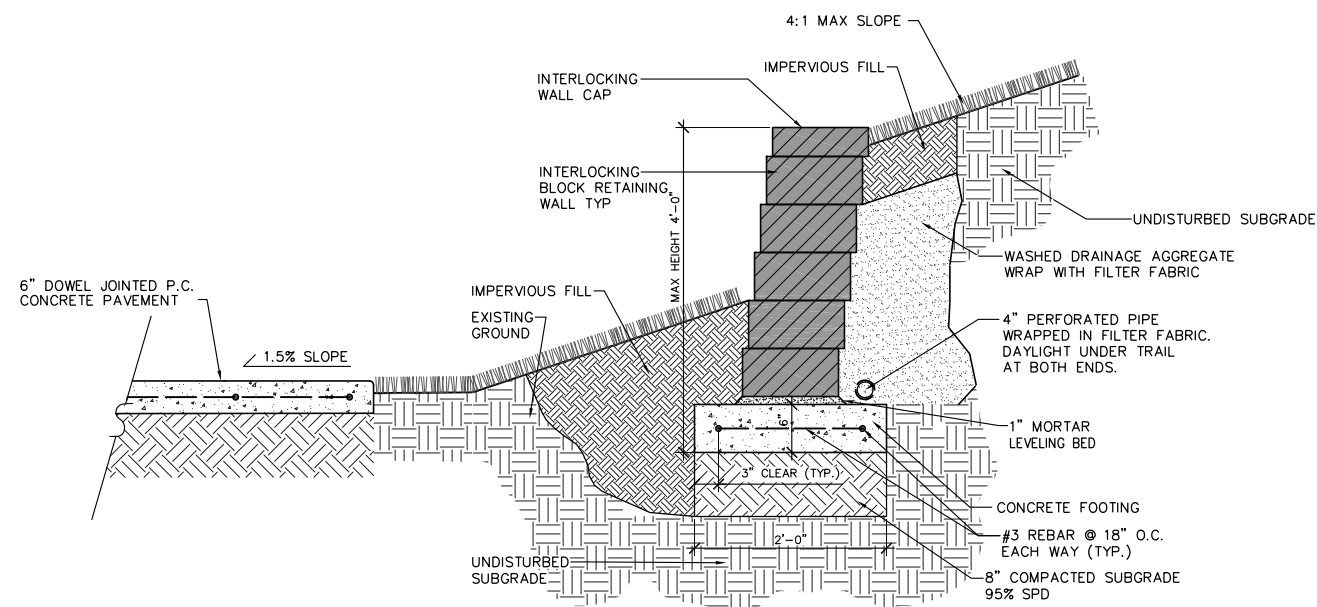 4:1 MAX SLOPE
INTERLOCKING
WALL CAP
IMPERVIOUS FILL
INTERLOCKING
BLOCK RETAINING
WALL TYP
MAX HEIGHT 4'-0"
UNDISTURBED SUBGRADE
WASHED DRAINAGE AGGREGATE
WRAP WITH FILTER FABRIC
6" DOWEL JOINTED P.C.
CONCRETE PAVEMENT
IMPERVIOUS FILL
EXISTING
GROUND
1.5% SLOPE
4" PERFORATED PIPE
WRAPPED IN FILTER FABRIC.
DAYLIGHT UNDER TRAIL
AT BOTH ENDS.
6"
1" MORTAR
LEVELING BED
3" CLEAR (TYP.)
CONCRETE FOOTING
#3 REBAR @ 18" O.C.
EACH WAY (TYP.)
2'-0"
UNDISTURBED
SUBGRADE
8" COMPACTED SUBGRADE
95% SPD